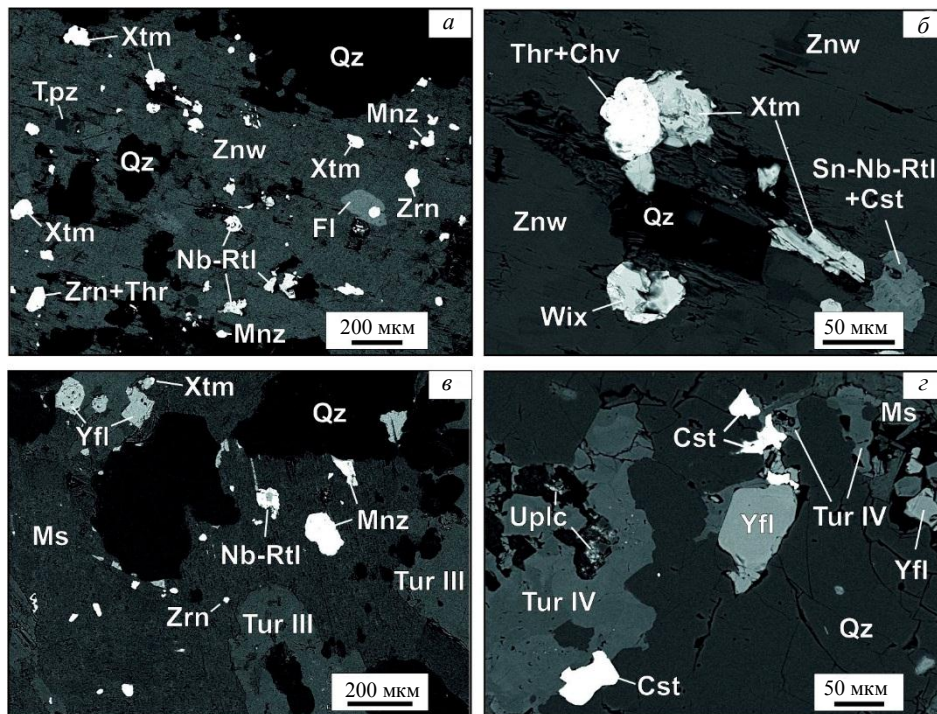 а
Xtm
Qz
Tpz
Mnz
Qz
Znw
Xtm
Zrn
Xtm
Fl
Nb-Rtl
Zrn+Thr
Mnz
200 мкм
б
Znw
Thr+Chv
Xtm
Sn-Nb-Rtl
+Cst
Znw
Qz
Wix
50 мкм
в
Xtm
Qz
Yfl
Ms
Mnz
Nb-Rtl
Tur III
Zrn
Tur III
200 мкм
г
Ms
Cst
Uplc
Yfl
Tur IV
Yfl
Tur IV
Qz
Cst
50 мкм